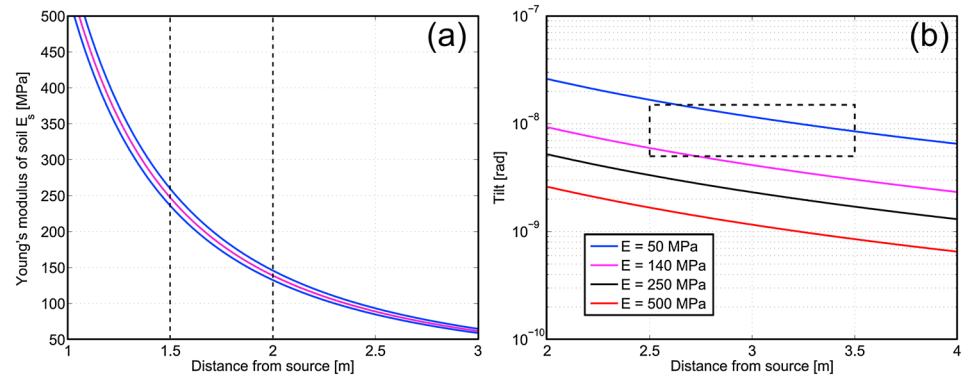 (a)
Young's modulus of soil E_s [MPa]
500
450
400
350
300
250
200
150
100
50
1
1.5
2
2.5
3
Distance from source [m]
(b)
Tilt [rad]
10⁻⁷
10⁻⁸
10⁻⁹
10⁻¹⁰
E = 50 MPa
E = 140 MPa
E = 250 MPa
E = 500 MPa
2
2.5
3
3.5
4
Distance from source [m]